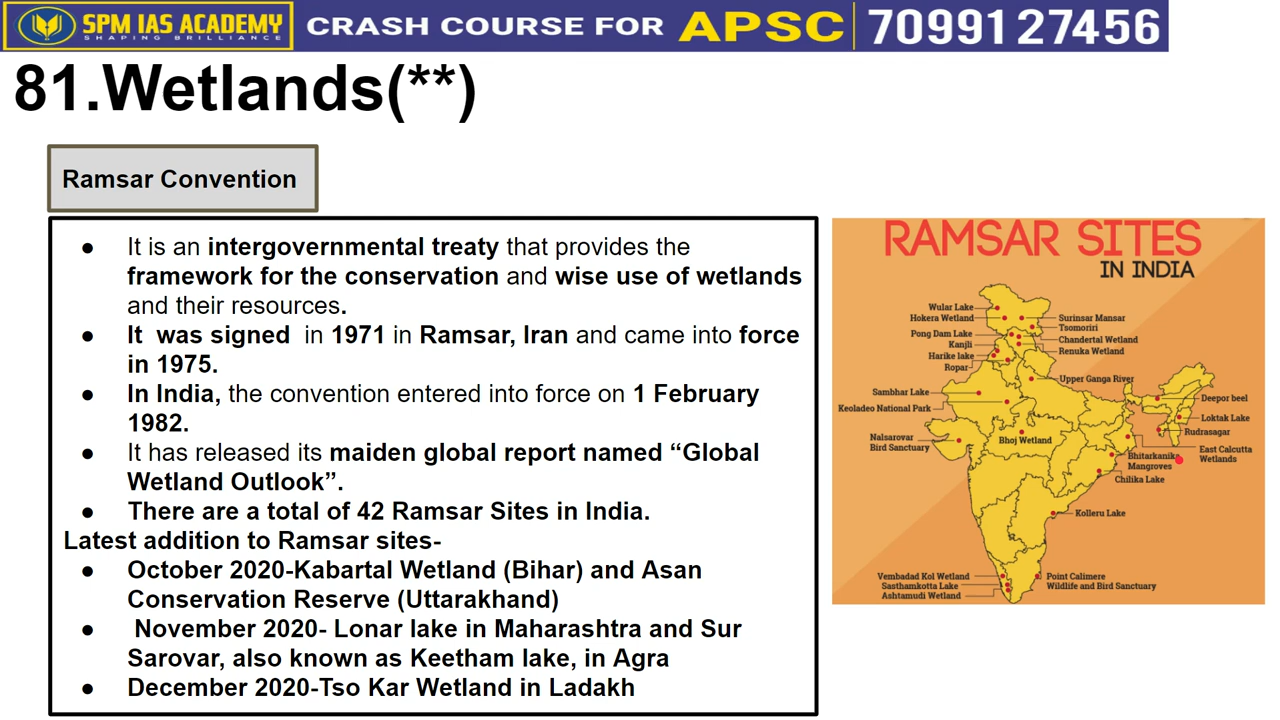 SPM IAS ACADEMY
SHAPING BRILLIANCE
CRASH COURSE FOR APSC 7099127456
81.Wetlands(**)
Ramsar Convention
● It is an intergovernmental treaty that provides the
framework for the conservation and wise use of wetlands
and their resources.
● It was signed in 1971 in Ramsar, Iran and came into force
in 1975.
● In India, the convention entered into force on 1 February
1982.
● It has released its maiden global report named “Global
Wetland Outlook”.
● There are a total of 42 Ramsar Sites in India.
Latest addition to Ramsar sites-
● October 2020-Kabartal Wetland (Bihar) and Asan
Conservation Reserve (Uttarakhand)
● November 2020- Lonar lake in Maharashtra and Sur
Sarovar, also known as Keetham lake, in Agra
● December 2020-Tso Kar Wetland in Ladakh
RAMSAR SITES
IN INDIA
Wular Lake
Hokera Wetland
Pong Dam Lake
Kanjli
Harike lake
Ropar
Surinsar Mansar
Tsomoriri
Chandertal Wetland
Renuka Wetland
Upper Ganga River
Sambhar Lake
Keoladeo National Park
Nalsarovar
Bird Sanctuary
Bhoj Wetland
Deepor beel
Loktak Lake
Rudrasagar
East Calcutta
Wetlands
Bhitarkanika
Mangroves
Chilika Lake
Kolleru Lake
Vembadad Kol Wetland
Sasthamkotta Lake
Ashtamudi Wetland
Point Calimere
Wildlife and Bird Sanctuary